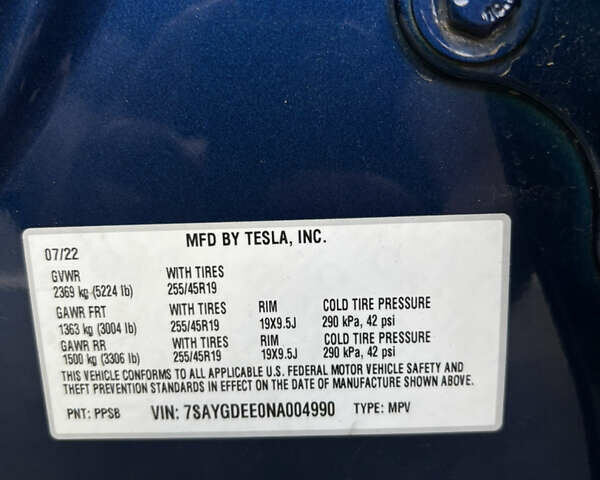 MFD BY TESLA, INC.
07/22
GVWR WITH TIRES
2369 kg (5224 lb) 255/45R19
GAWR FRT WITH TIRES RIM COLD TIRE PRESSURE
1363 kg (3004 lb) 255/45R19 19X9.5J 290 kPa, 42 psi
GAWR RR WITH TIRES RIM COLD TIRE PRESSURE
1500 kg (3306 lb) 255/45R19 19X9.5J 290 kPa, 42 psi
THIS VEHICLE CONFORMS TO ALL APPLICABLE U.S. FEDERAL MOTOR VEHICLE SAFETY AND
THEFT PREVENTION STANDARDS IN EFFECT ON THE DATE OF MANUFACTURE SHOWN ABOVE.
PNT: PPSB VIN: 7SAYGDEE0NA004990 TYPE: MPV